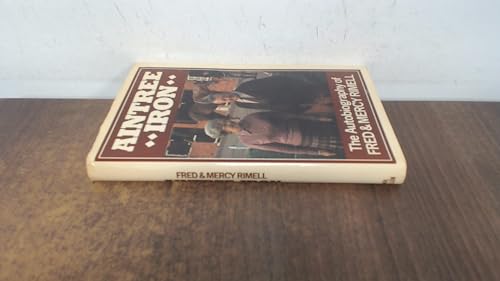 AINTREE
··IRON··
The Autobiography of
FRED & MERCY RIMELL
FRED & MERCY RIMELL